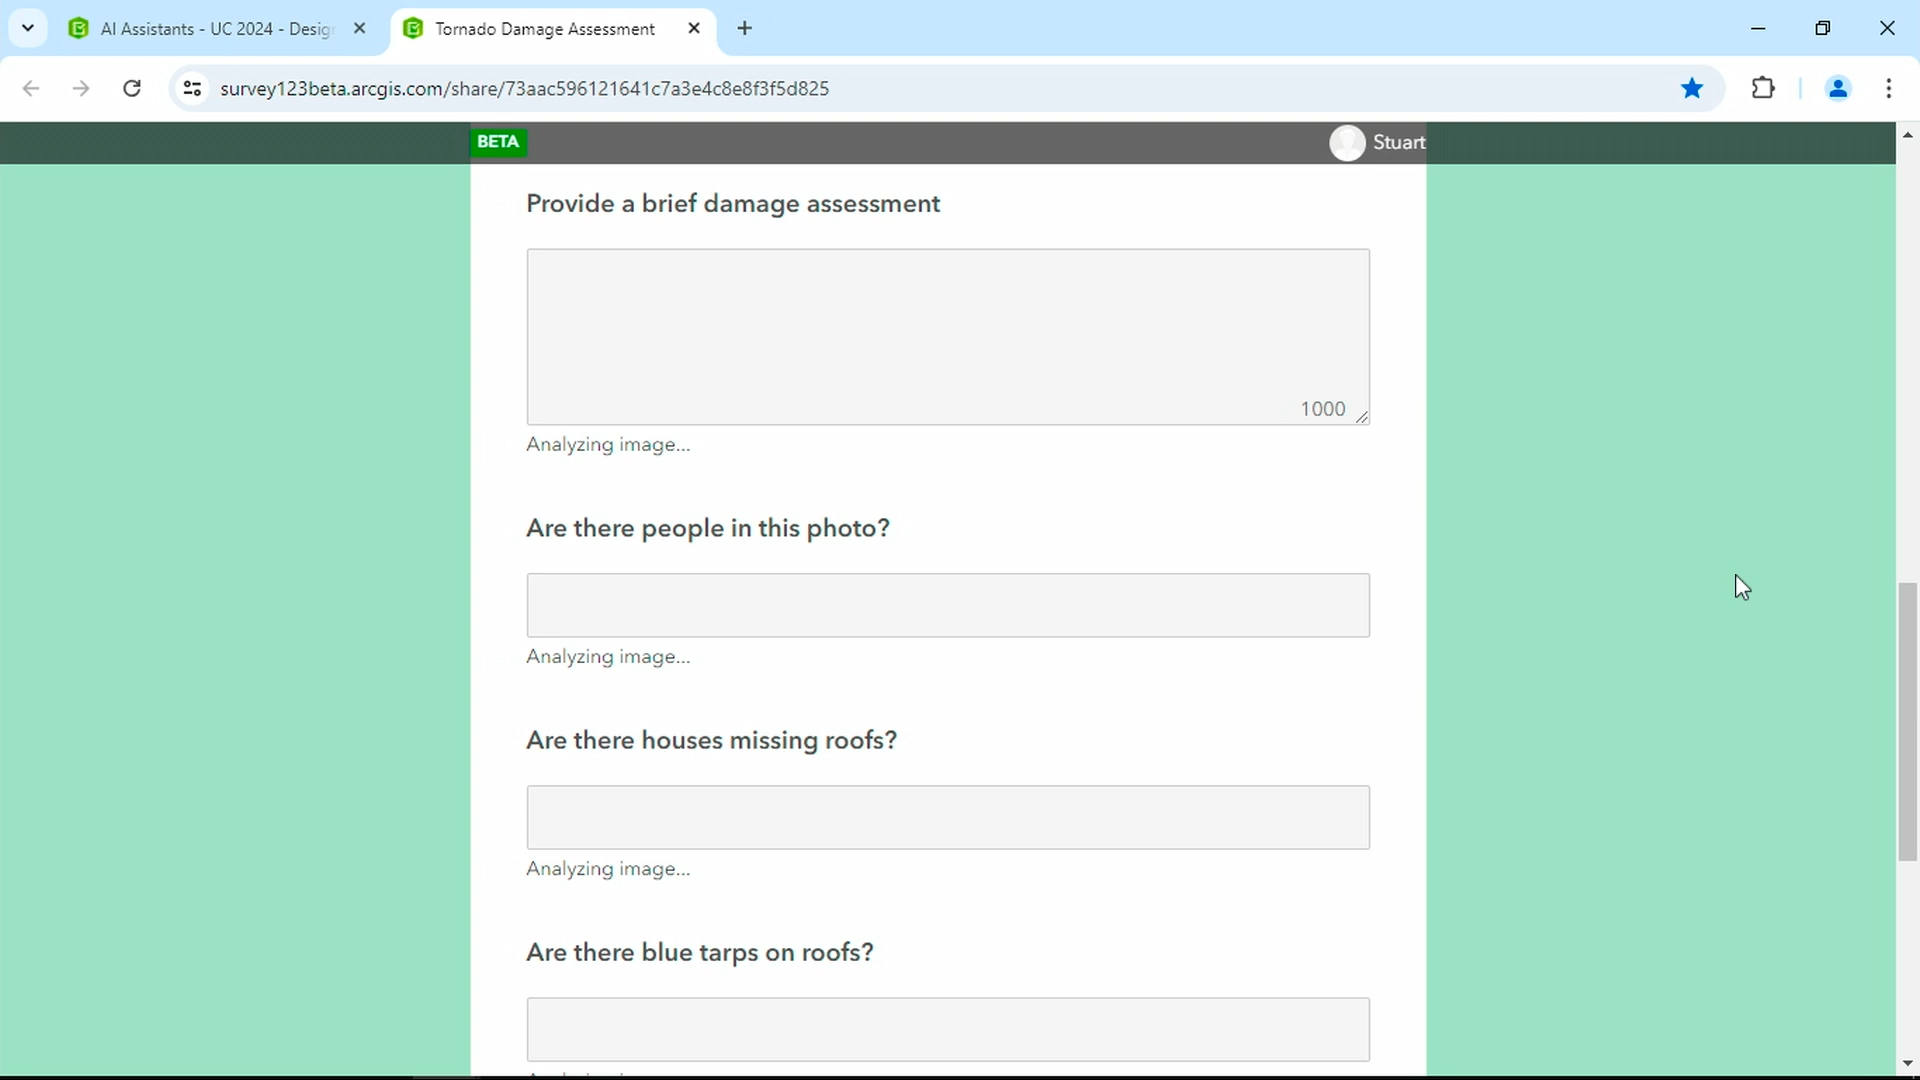 AI Assistants - UC 2024 - Desig
Tornado Damage Assessment
survey123beta.arcgis.com/share/73aac596121641c7a3e4c8e8f3f5d825
BETA
Stuart
Provide a brief damage assessment
1000
Analyzing image...
Are there people in this photo?
Analyzing image...
Are there houses missing roofs?
Analyzing image...
Are there blue tarps on roofs?